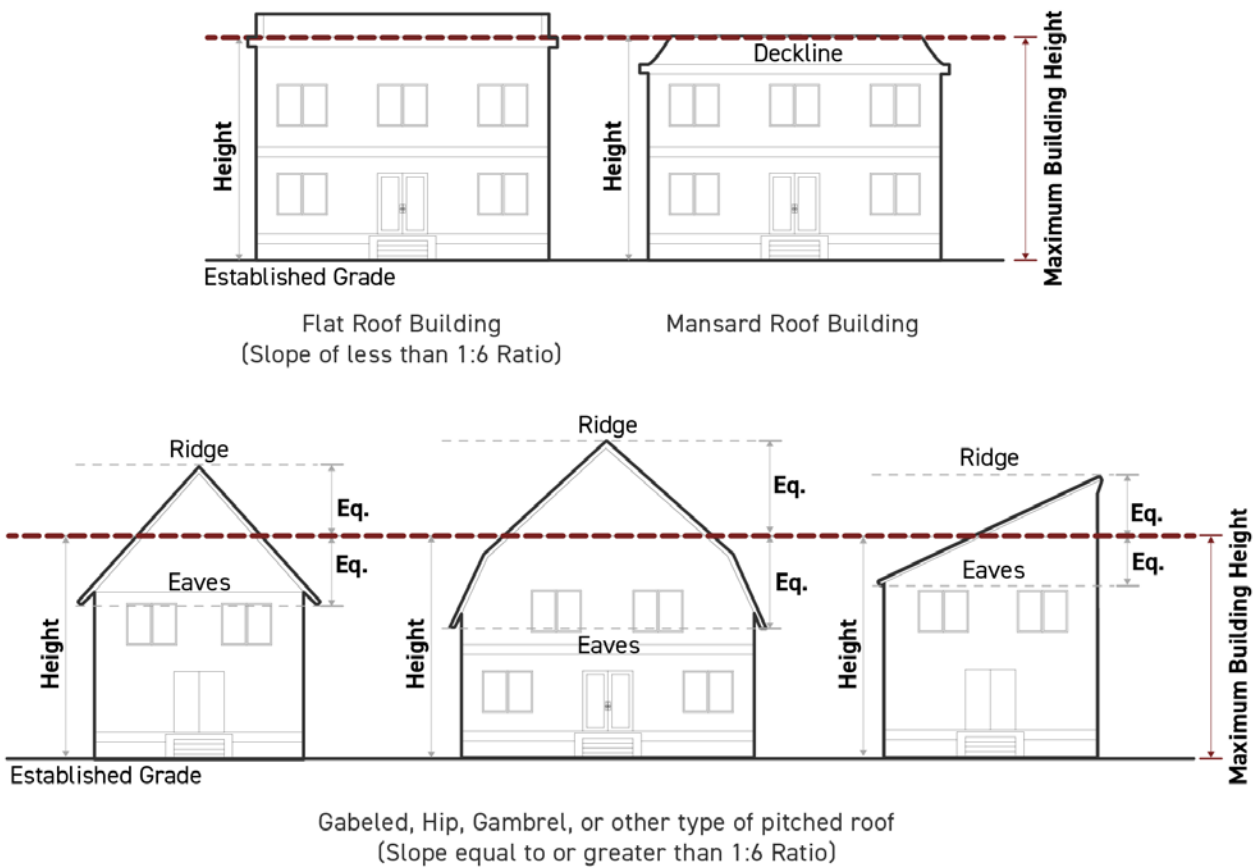 Deckline
Height
Height
Maximum Building Height
Established Grade
Flat Roof Building
(Slope of less than 1:6 Ratio)
Mansard Roof Building
Ridge
Ridge
Ridge
Eq.
Eq.
Eq.
Eq.
Eq.
Eq.
Eaves
Eaves
Eaves
Height
Height
Height
Maximum Building Height
Established Grade
Gabeled, Hip, Gambrel, or other type of pitched roof
(Slope equal to or greater than 1:6 Ratio)